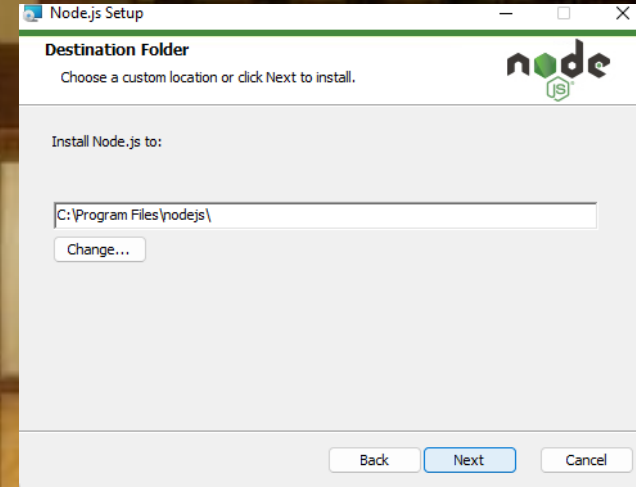 Node.js Setup
Destination Folder
Choose a custom location or click Next to install.
node
JS
Install Node.js to:
C:\Program Files\nodejs\
Change...
Back
Next
Cancel